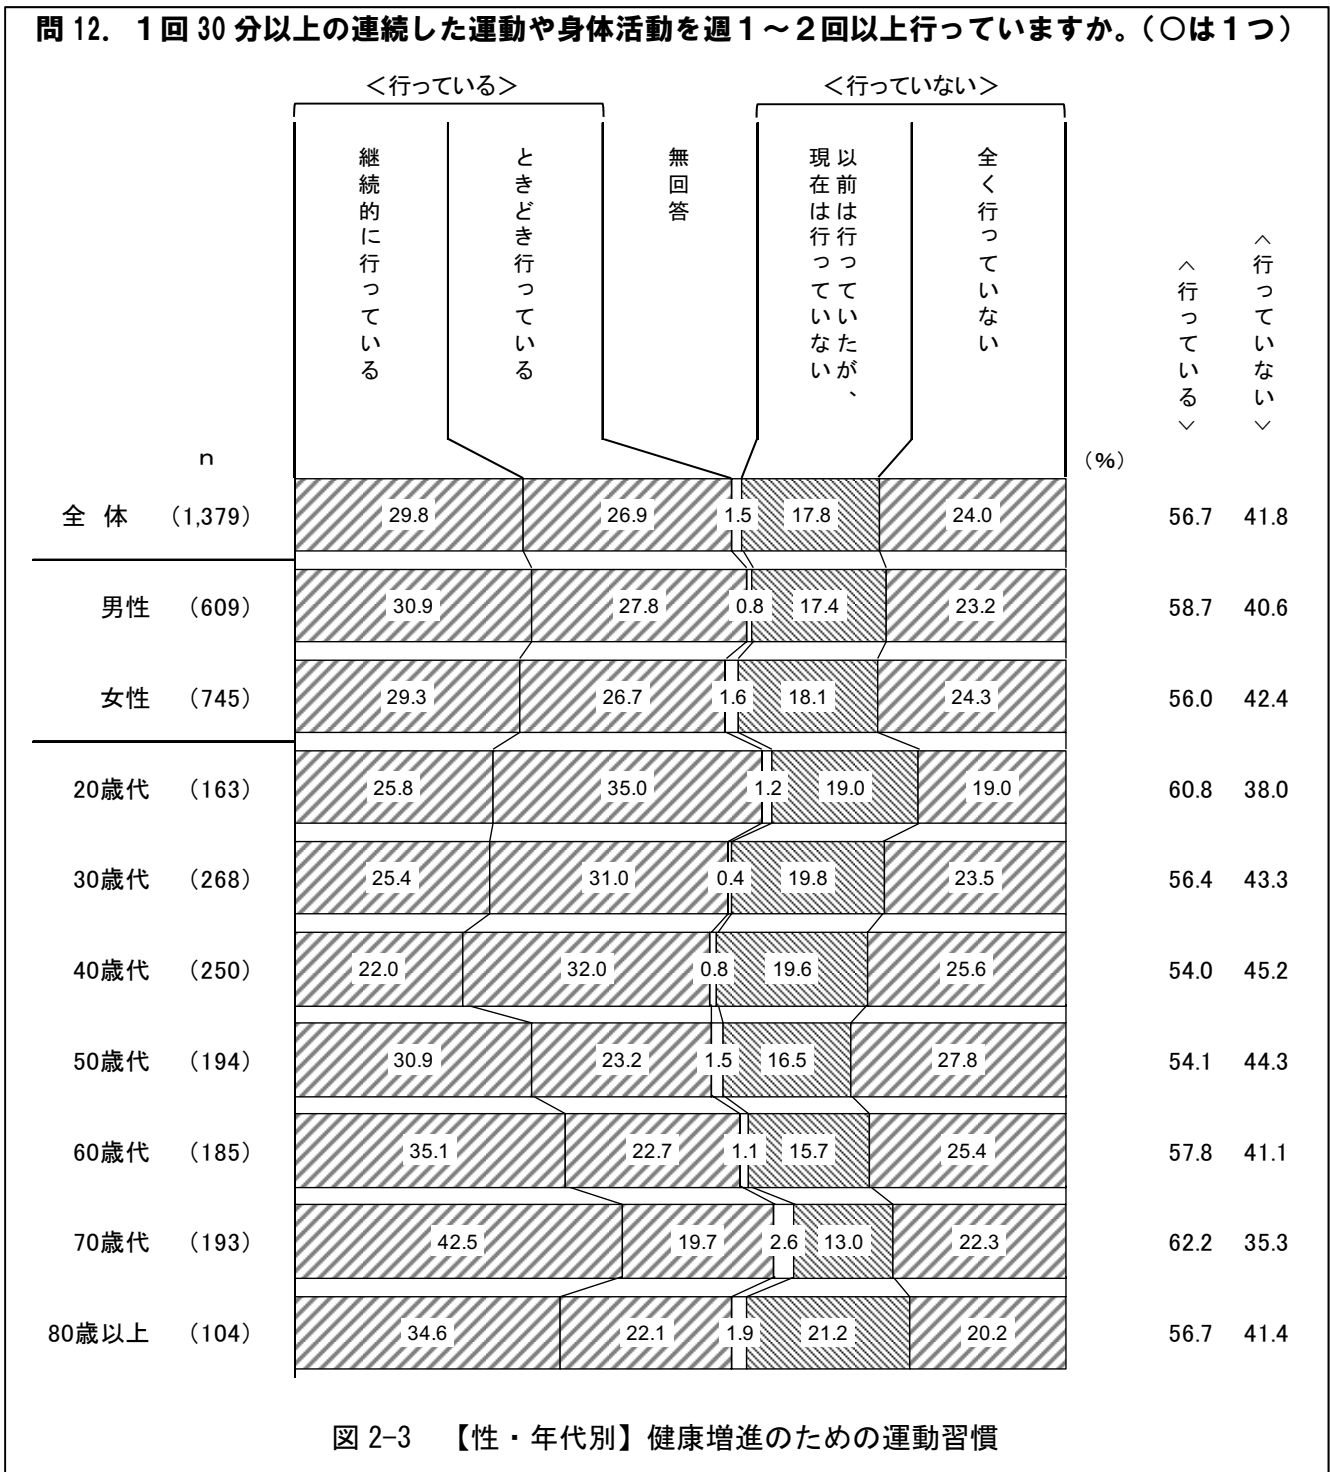 問12．１回30分以上の連続した運動や身体活動を週１～２回以上行っていますか。（○は１つ）
＜行っている＞ ＜行っていない＞
継続的に行っている
ときどき行っている
無回答
以前は行っていたが、
現在は行っていない
全く行っていない
＜行っている＞
＜行っていない＞
ｎ （%）
全 体 （1,379） 29.8 26.9 1.5 17.8 24.0 56.7 41.8
男性 （609） 30.9 27.8 0.8 17.4 23.2 58.7 40.6
女性 （745） 29.3 26.7 1.6 18.1 24.3 56.0 42.4
20歳代 （163） 25.8 35.0 1.2 19.0 19.0 60.8 38.0
30歳代 （268） 25.4 31.0 0.4 19.8 23.5 56.4 43.3
40歳代 （250） 22.0 32.0 0.8 19.6 25.6 54.0 45.2
50歳代 （194） 30.9 23.2 1.5 16.5 27.8 54.1 44.3
60歳代 （185） 35.1 22.7 1.1 15.7 25.4 57.8 41.1
70歳代 （193） 42.5 19.7 2.6 13.0 22.3 62.2 35.3
80歳以上 （104） 34.6 22.1 1.9 21.2 20.2 56.7 41.4
図2-3 【性・年代別】健康増進のための運動習慣